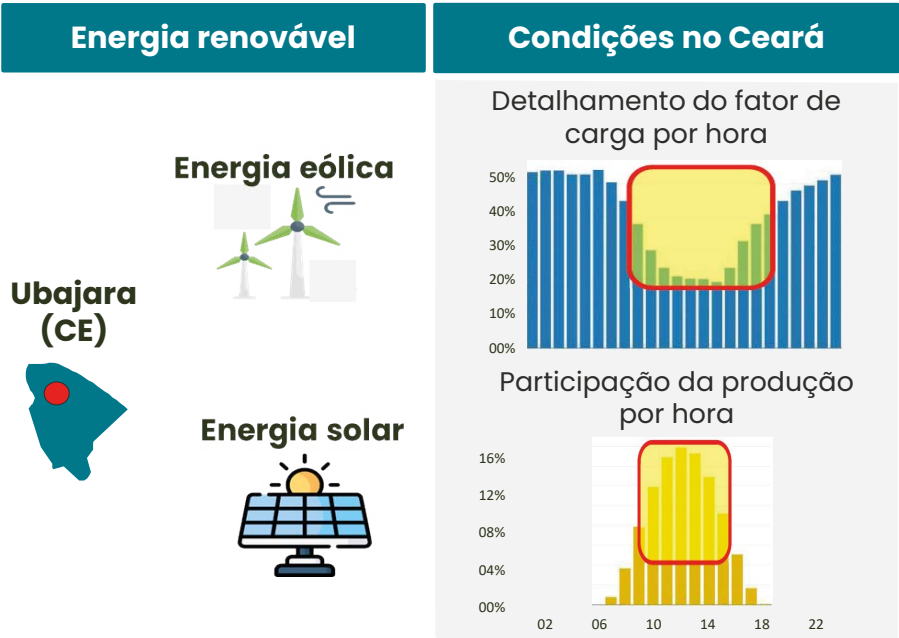 Energia renovável
Condições no Ceará
Ubajara
(CE)
Energia eólica
Energia solar
Detalhamento do fator de
carga por hora
50%
40%
30%
20%
10%
00%
Participação da produção
por hora
16%
12%
08%
04%
00%
02 06 10 14 18 22